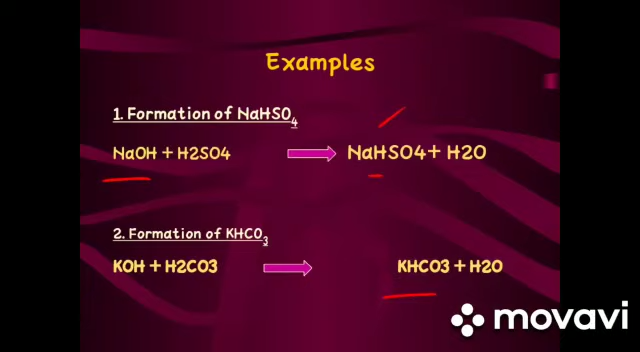 Examples
1. Formation of NaHSO4
NaOH + H2SO4 NaHSO4+ H2O
2. Formation of KHCO3
KOH + H2CO3 KHCO3 + H2O
movavi